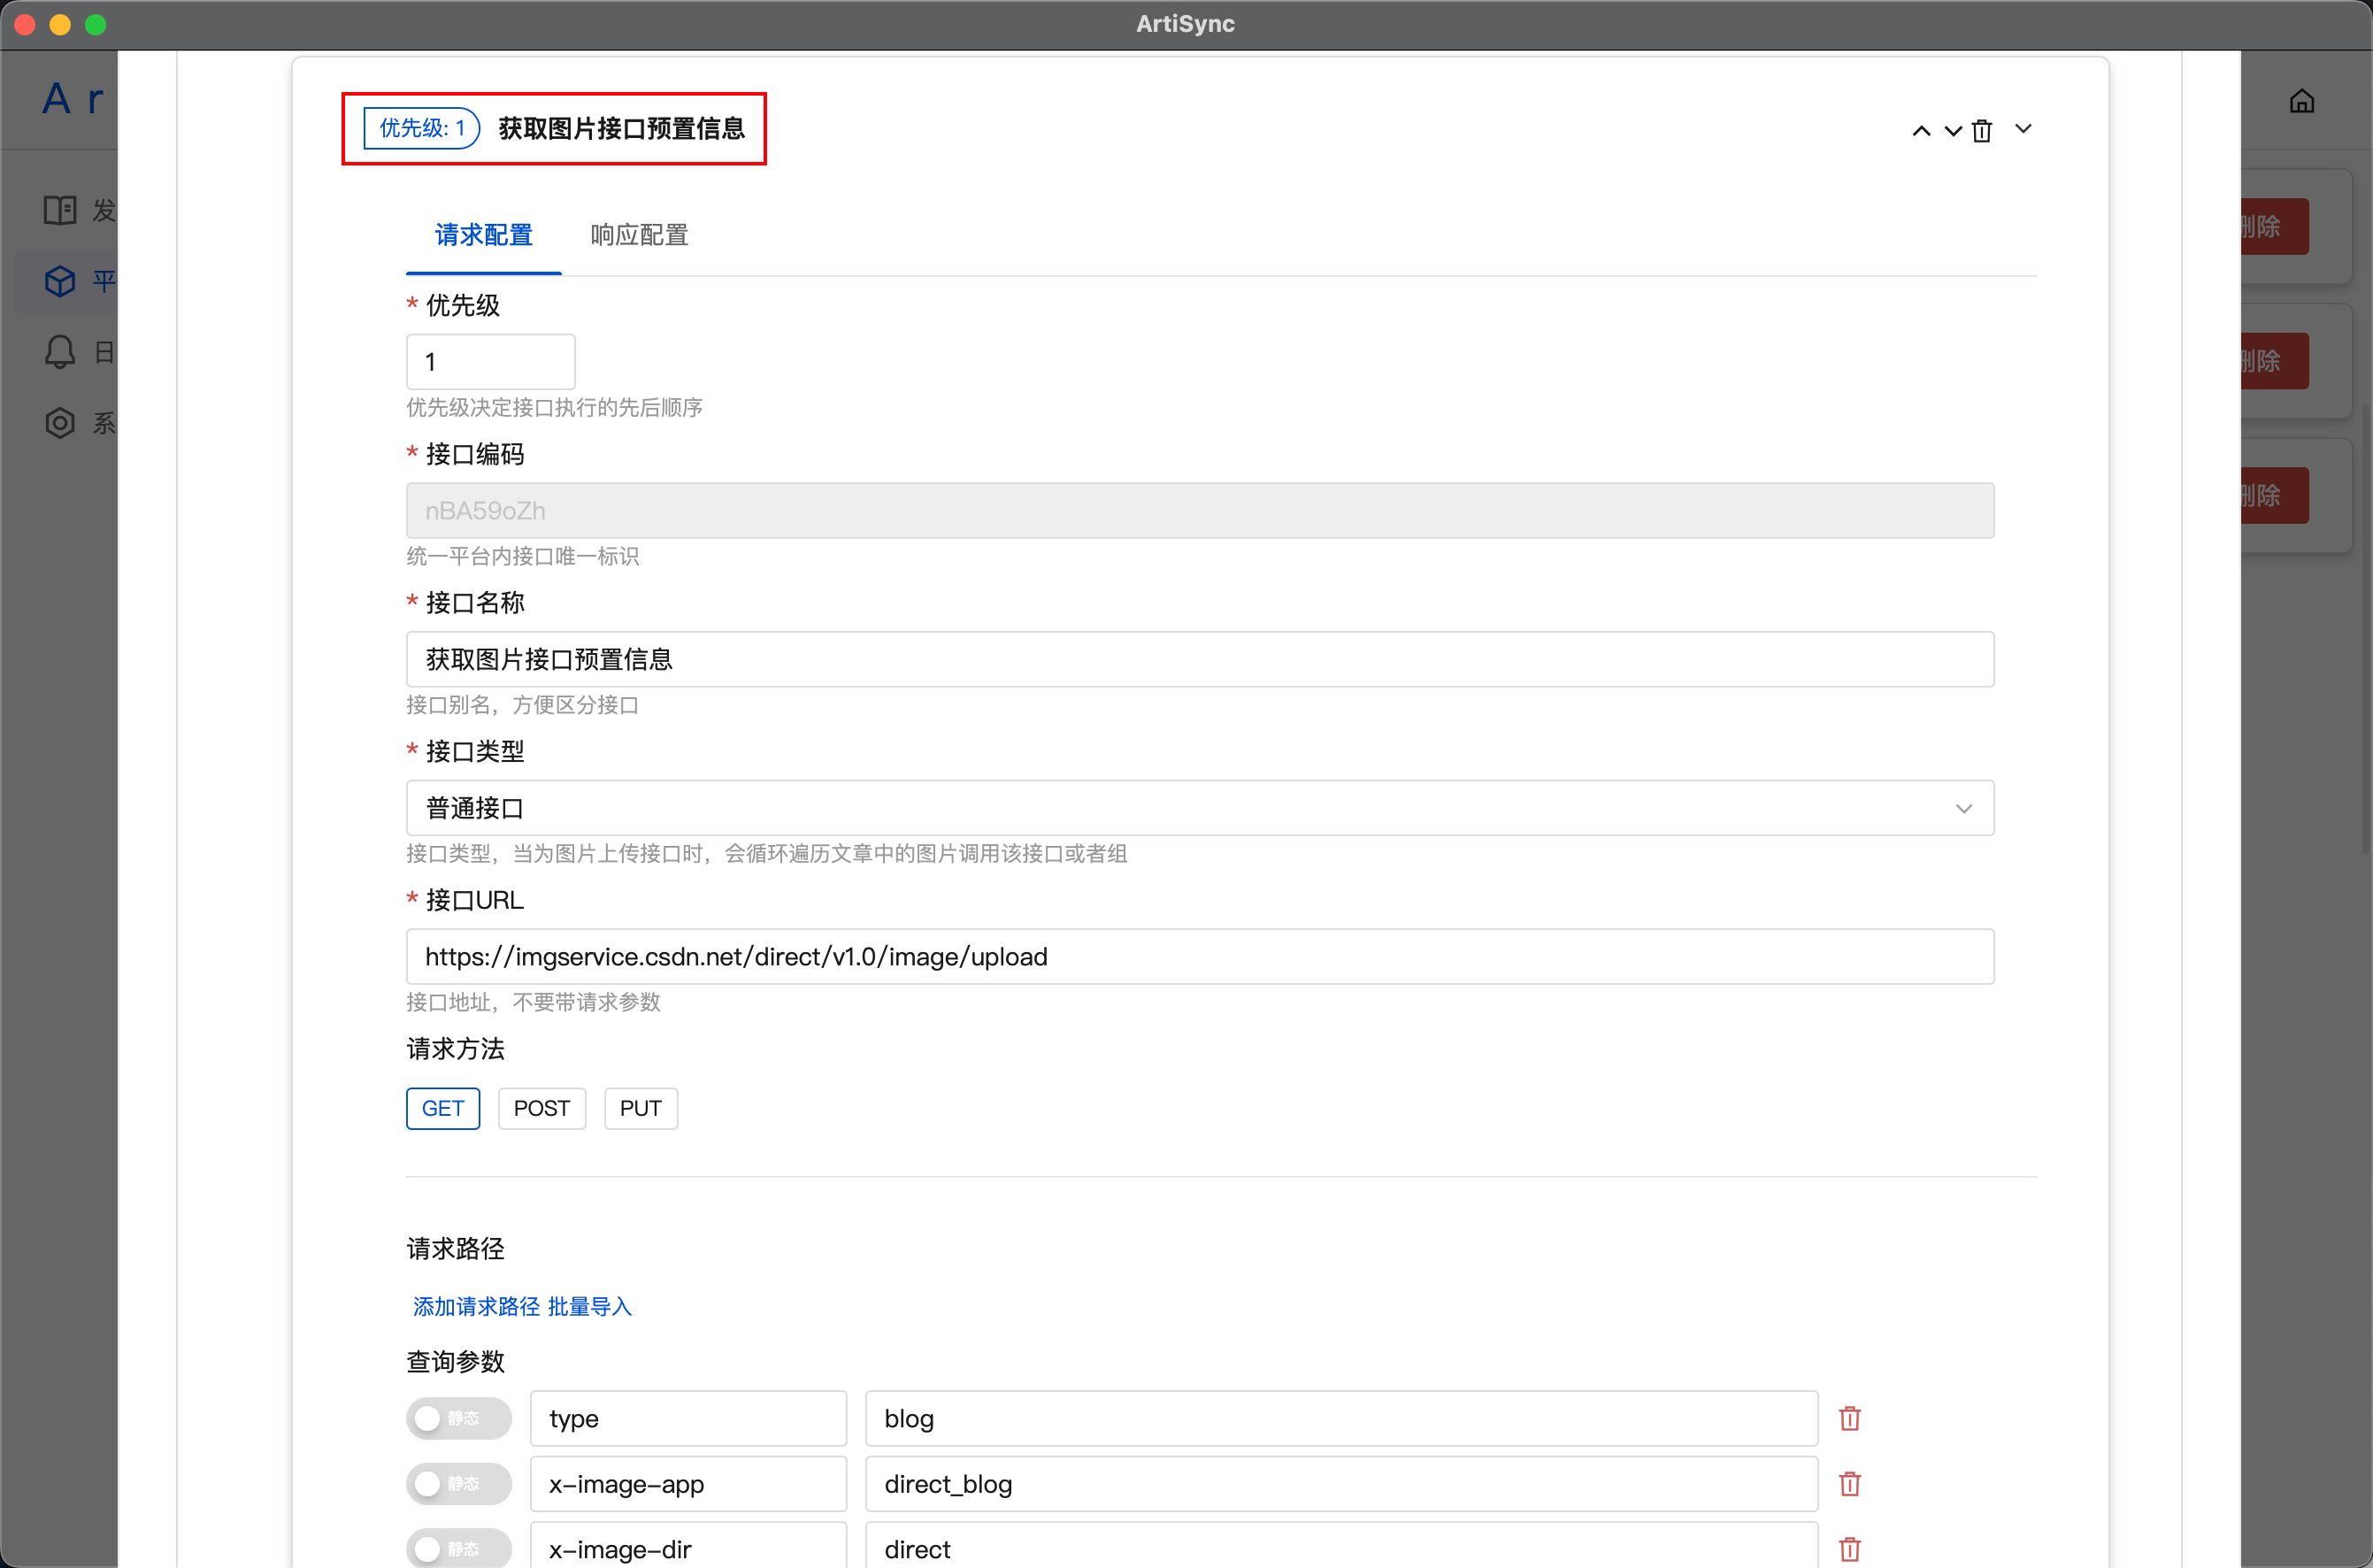 ArtiSync
Ar
发
平
日
系
删除
删除
删除
优先级: 1 获取图片接口预置信息
请求配置 响应配置
* 优先级
1
优先级决定接口执行的先后顺序
* 接口编码
nBA59oZh
统一平台内接口唯一标识
* 接口名称
获取图片接口预置信息
接口别名，方便区分接口
* 接口类型
普通接口
接口类型，当为图片上传接口时，会循环遍历文章中的图片调用该接口或者组
* 接口URL
https://imgservice.csdn.net/direct/v1.0/image/upload
接口地址，不要带请求参数
请求方法
GET POST PUT
请求路径
添加请求路径 批量导入
查询参数
静态 type blog
静态 x-image-app direct_blog
静态 x-image-dir direct